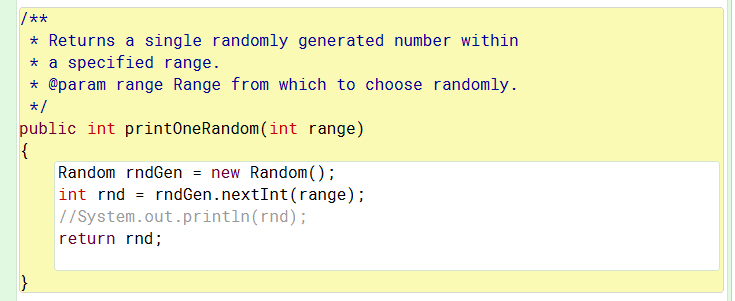 /**
 * Returns a single randomly generated number within
 * a specified range.
 * @param range Range from which to choose randomly.
 */
public int printOneRandom(int range)
{
    Random rndGen = new Random();
    int rnd = rndGen.nextInt(range);
    //System.out.println(rnd);
    return rnd;
}